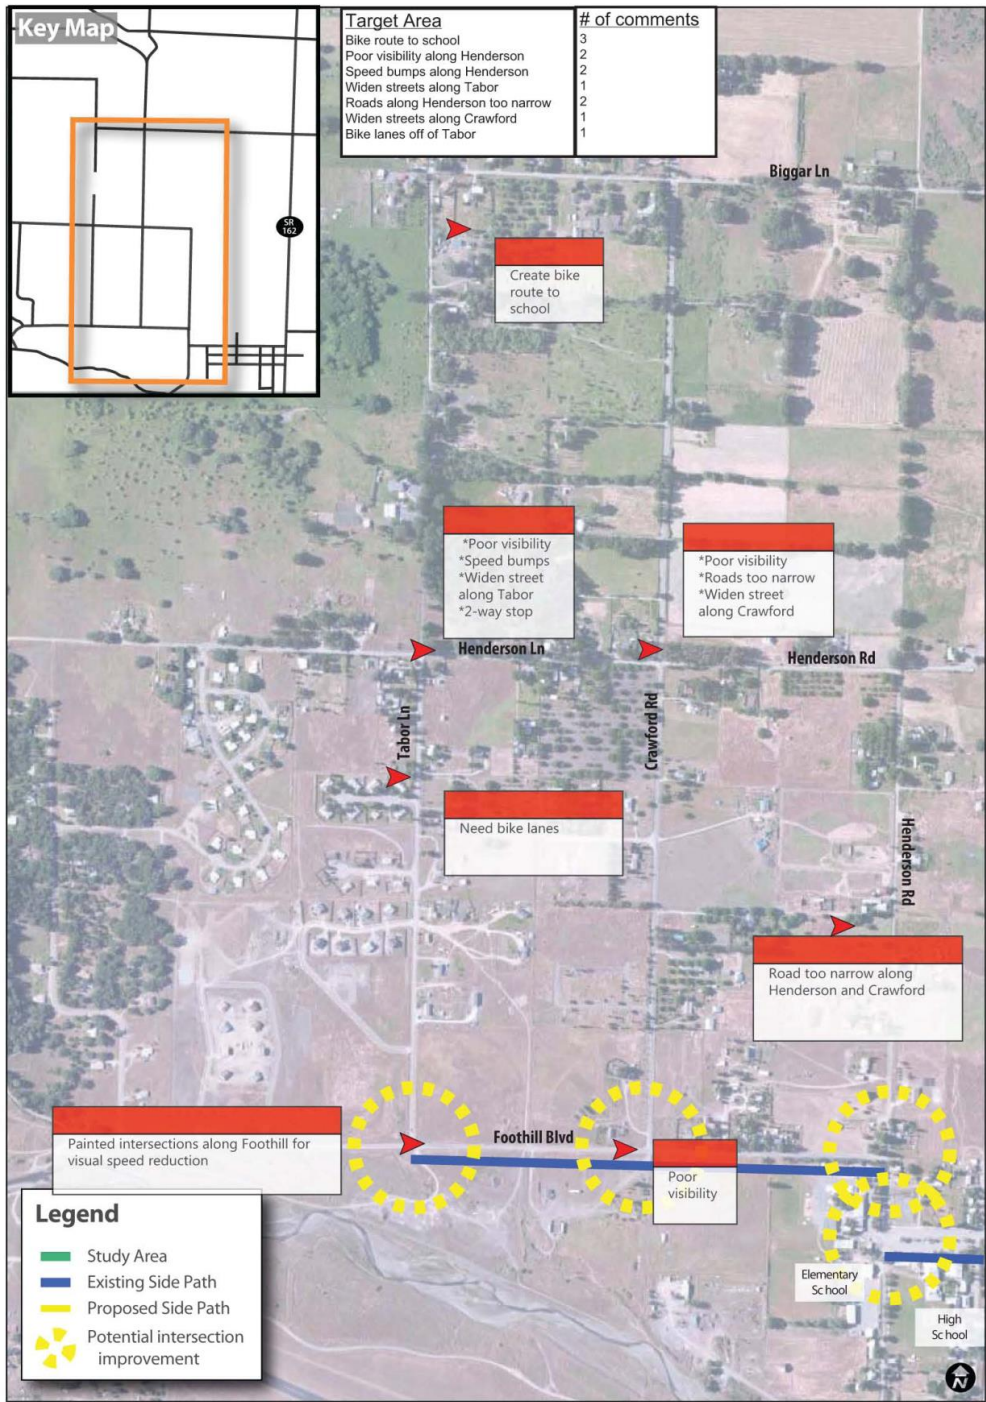 Key Map
SR
162
Target Area # of comments
Bike route to school 3
Poor visibility along Henderson 2
Speed bumps along Henderson 2
Widen streets along Tabor 1
Roads along Henderson too narrow 2
Widen streets along Crawford 1
Bike lanes off of Tabor 1
Biggar Ln
Create bike
route to
school
*Poor visibility
*Speed bumps
*Widen street
along Tabor
*2-way stop
*Poor visibility
*Roads too narrow
*Widen street
along Crawford
Henderson Ln
Henderson Rd
Tabor Ln
Crawford Rd
Need bike lanes
Henderson Rd
Road too narrow along
Henderson and Crawford
Painted intersections along Foothill for
visual speed reduction
Foothill Blvd
Poor
visibility
Legend
Study Area
Existing Side Path
Proposed Side Path
Potential intersection
improvement
Elementary
Sc hool
High
Sc hool
N